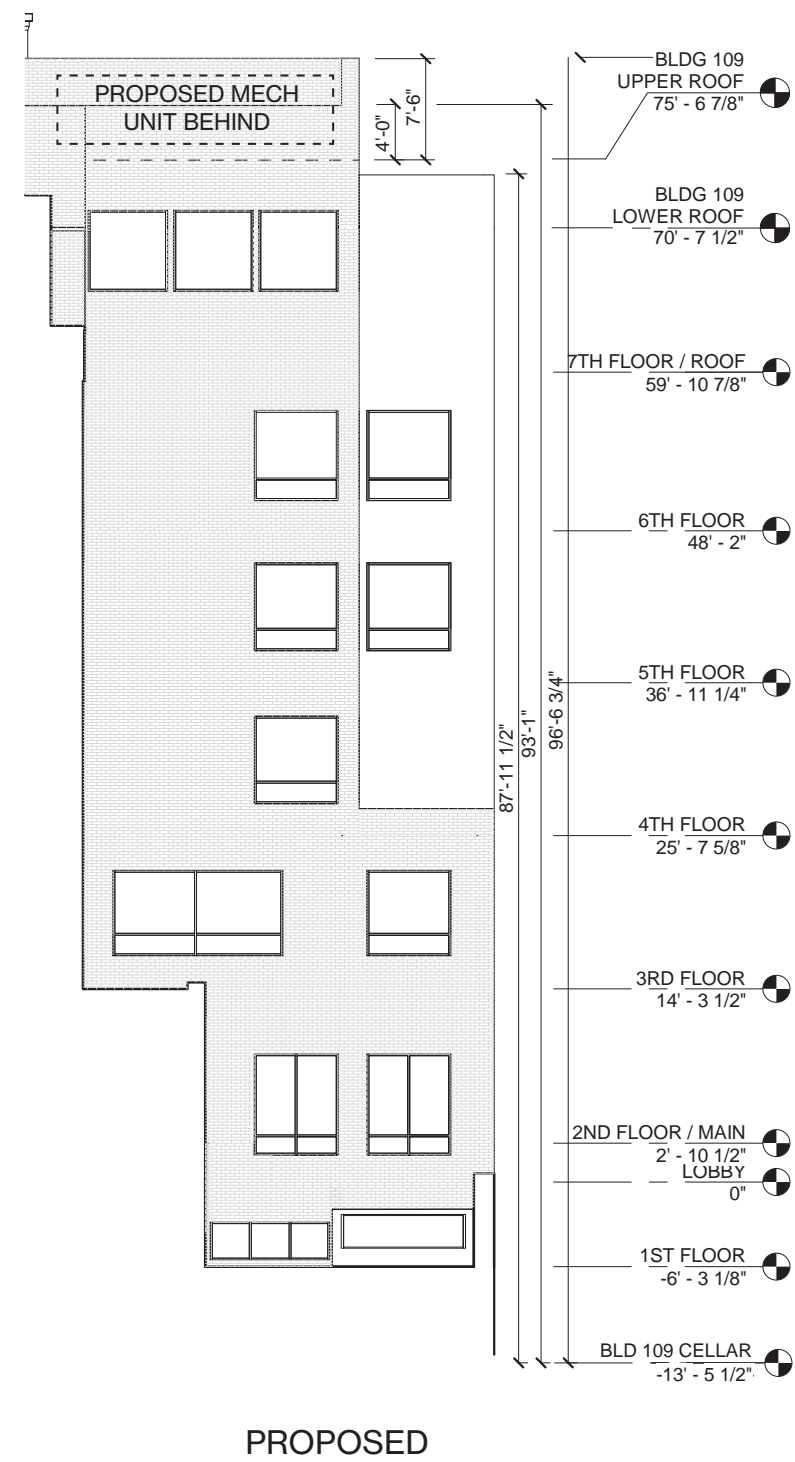 PROPOSED MECH
UNIT BEHIND
4'-0"
7'-6"
BLDG 109
UPPER ROOF
75' - 6 7/8"
BLDG 109
LOWER ROOF
70' - 7 1/2"
7TH FLOOR / ROOF
59' - 10 7/8"
6TH FLOOR
48' - 2"
5TH FLOOR
36' - 11 1/4"
87'-11 1/2"
93'-1"
96'-6 3/4"
4TH FLOOR
25' - 7 5/8"
3RD FLOOR
14' - 3 1/2"
2ND FLOOR / MAIN
2' - 10 1/2"
LOBBY
0"
1ST FLOOR
-6' - 3 1/8"
BLD 109 CELLAR
-13' - 5 1/2"
PROPOSED